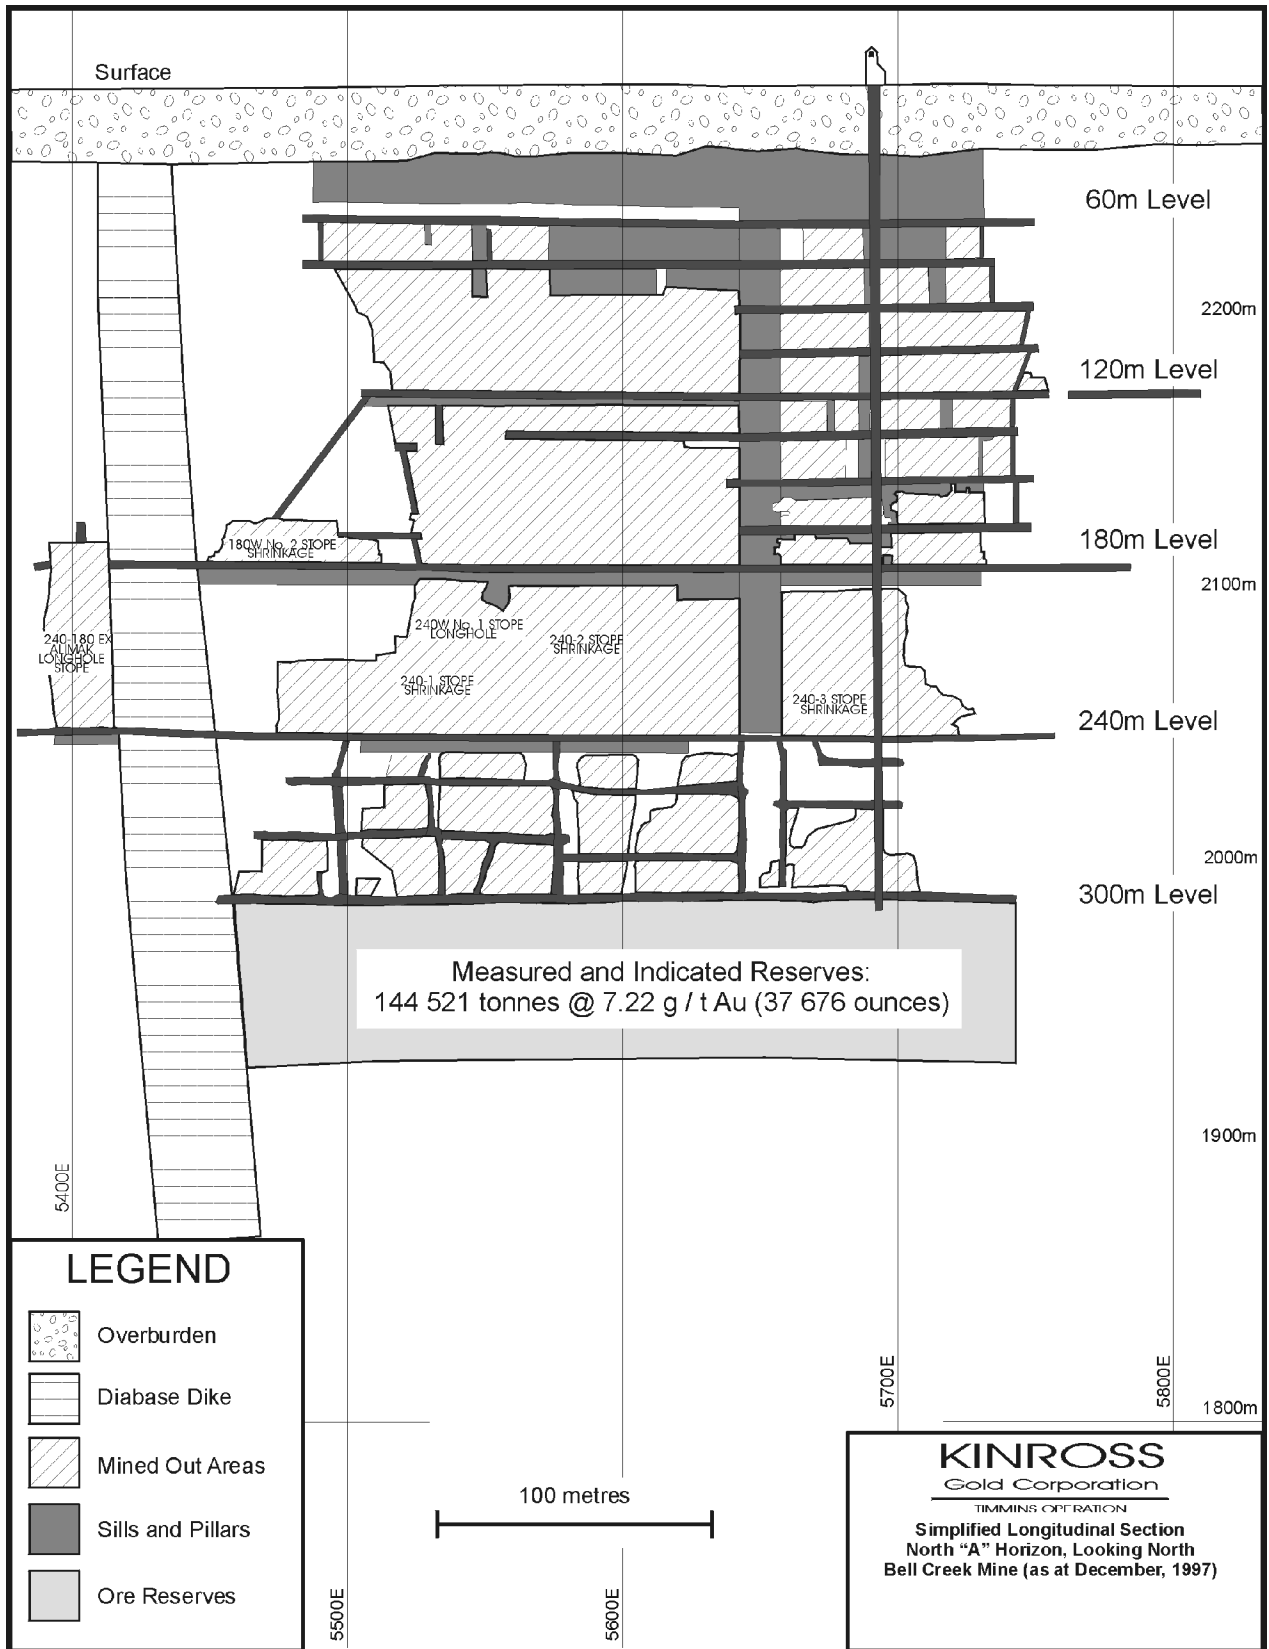 Surface
60m Level
2200m
120m Level
180m Level
180W No. 2 STOPE
SHRINKAGE
2100m
240-180 EX
ALIMAK
LONGHOLE
STOPE
240W No. 1 STOPE
LONGHOLE
240-2 STOPE
SHRINKAGE
240-1 STOPE
SHRINKAGE
240-3 STOPE
SHRINKAGE
240m Level
2000m
300m Level
Measured and Indicated Reserves:
144 521 tonnes @ 7.22 g / t Au (37 676 ounces)
1900m
5400E
LEGEND
Overburden
Diabase Dike
Mined Out Areas
Sills and Pillars
Ore Reserves
5500E
5600E
5700E
5800E
1800m
100 metres
KINROSS
Gold Corporation
TIMMINS OPERATION
Simplified Longitudinal Section
North “A” Horizon, Looking North
Bell Creek Mine (as at December, 1997)